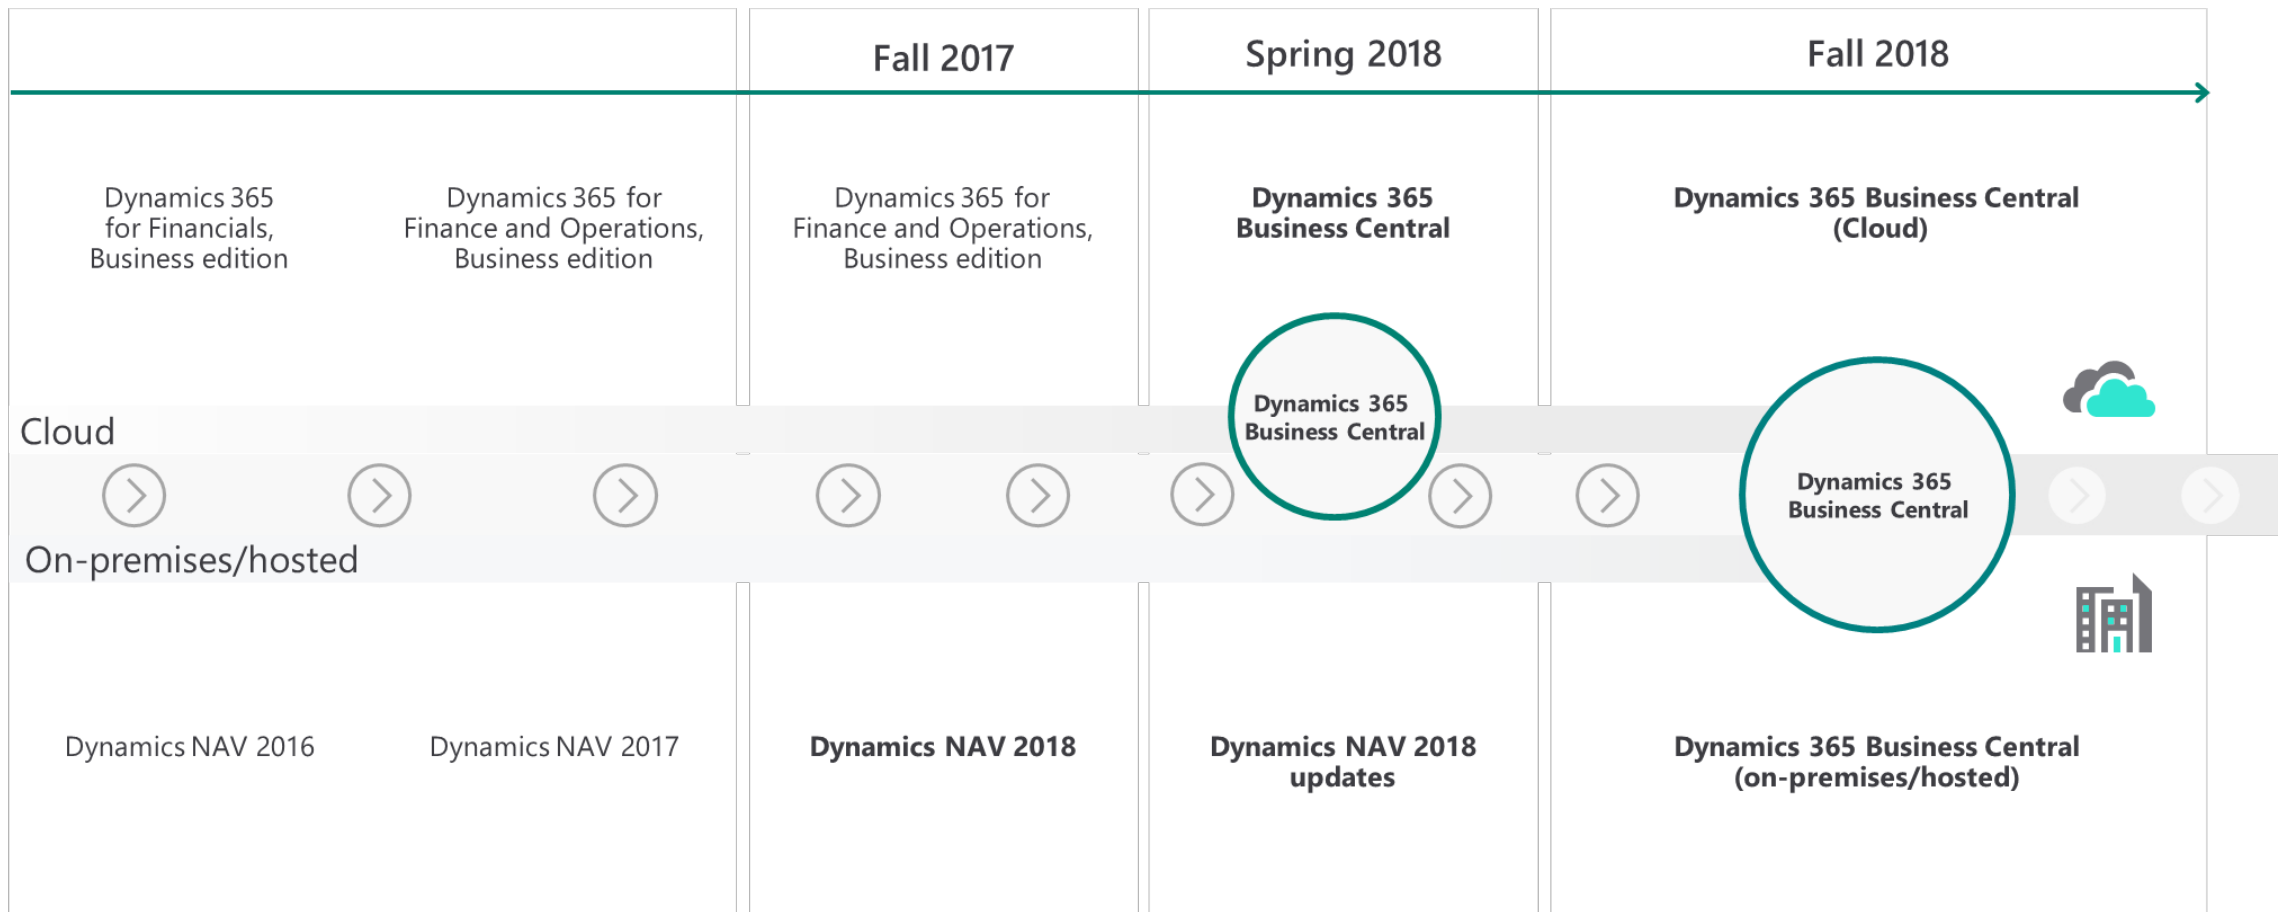 Fall 2017
Spring 2018
Fall 2018
Dynamics 365
for Financials,
Business edition
Dynamics 365 for
Finance and Operations,
Business edition
Dynamics 365 for
Finance and Operations,
Business edition
Dynamics 365
Business Central
Dynamics 365 Business Central
(Cloud)
Cloud
Dynamics 365
Business Central
Dynamics 365
Business Central
On-premises/hosted
Dynamics NAV 2016
Dynamics NAV 2017
Dynamics NAV 2018
Dynamics NAV 2018
updates
Dynamics 365 Business Central
(on-premises/hosted)